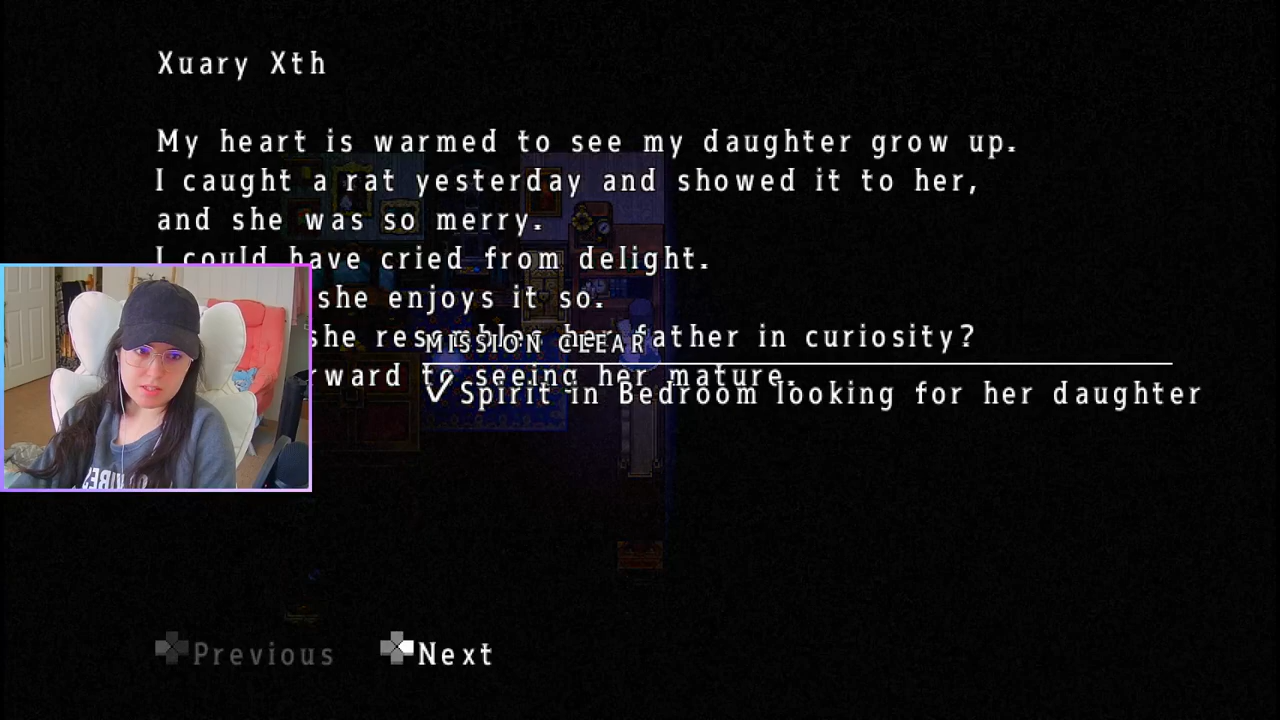 Xuary Xth
My heart is warmed to see my daughter grow up.
I caught a rat yesterday and showed it to her,
and she was so merry.
I could have cried from delight.
she enjoys it so.
she resembles her father in curiosity?
MISSION CLEAR
rward to seeing her mature.
✓Spirit in Bedroom looking for her daughter
Previous Next